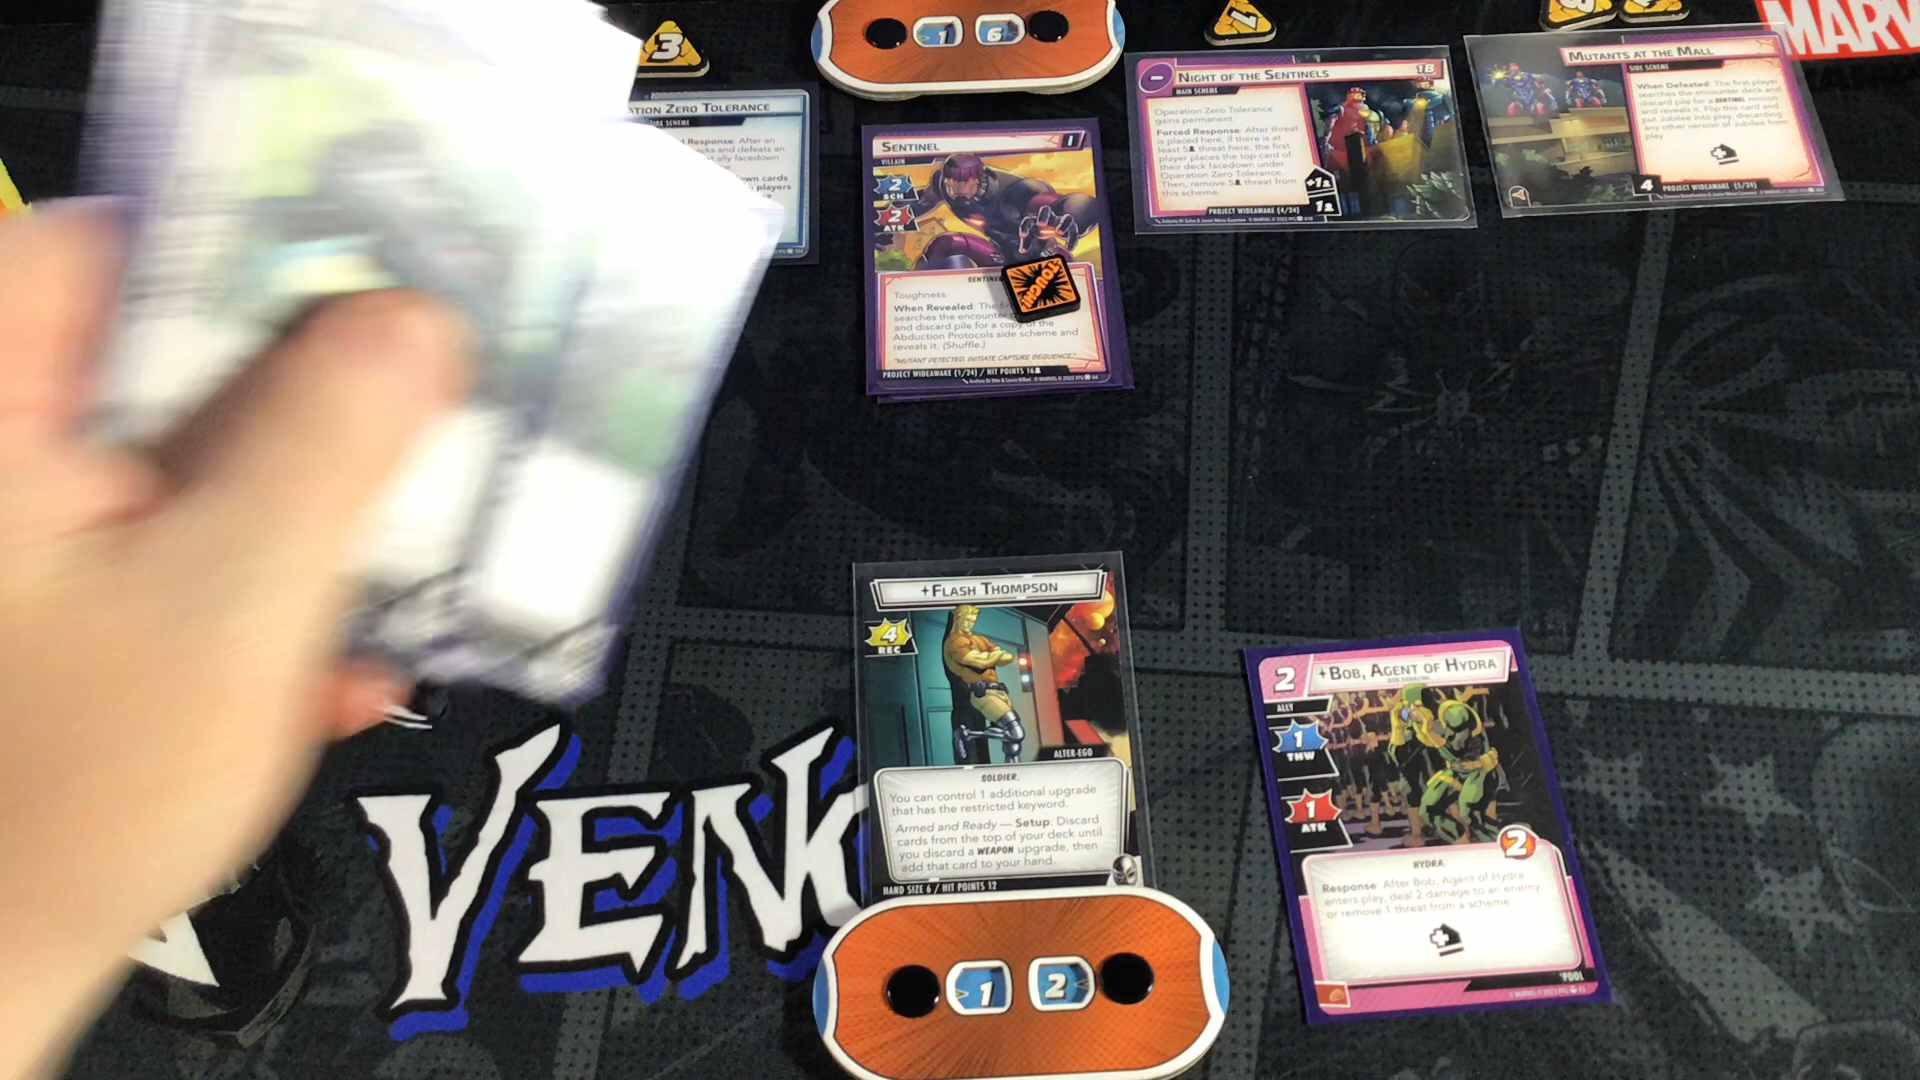 3
1 6
1
MARV
ATION ZERO TOLERANCE
SIDE SCHEME
Response: After an
ks and defeats an
ally facedown
down cards
players
SENTINEL
I
VILLAIN
2
SCH
2
ATK
SENTINEL
OUCH!
Toughness.
When Revealed: The
searches the encounter
and discard pile for a copy of the
Abduction Protocols side scheme and
reveals it. (Shuffle.)
"MUTANT DETECTED. INITIATE CAPTURE SEQUENCE."
PROJECT WIDEAWAKE (1/24) / HIT POINTS 16
NIGHT OF THE SENTINELS
1B
MAIN SCHEME
Operation Zero Tolerance
gains permanent.
Forced Response: After threat
is placed here, if there is at
least 5 threat here, the first
player places the top card of
their deck facedown under
Operation Zero Tolerance.
Then, remove 5 threat from
this scheme.
+1
1
PROJECT WIDEAWAKE (4/24)
MUTANTS AT THE MALL
SIDE SCHEME
When Defeated: The first player
searches the encounter deck and
discard pile for a SENTINEL minion
and reveals it. Flip this card and
put Jubilee into play, discarding
any other version of Jubilee from
play.
4
PROJECT WIDEAWAKE (5/24)
FLASH THOMPSON
4
REC
ALTER-EGO
SOLDIER.
You can control 1 additional upgrade
that has the restricted keyword.
Armed and Ready — Setup: Discard
cards from the top of your deck until
you discard a WEAPON upgrade, then
add that card to your hand.
HAND SIZE 6 / HIT POINTS 12
1 2
2
BOB, AGENT OF HYDRA
ALLY
1
THW
1
ATK
2
HYDRA.
Response: After Bob, Agent of Hydra
enters play, deal 2 damage to an enemy
or remove 1 threat from a scheme.
'POOL
VENO